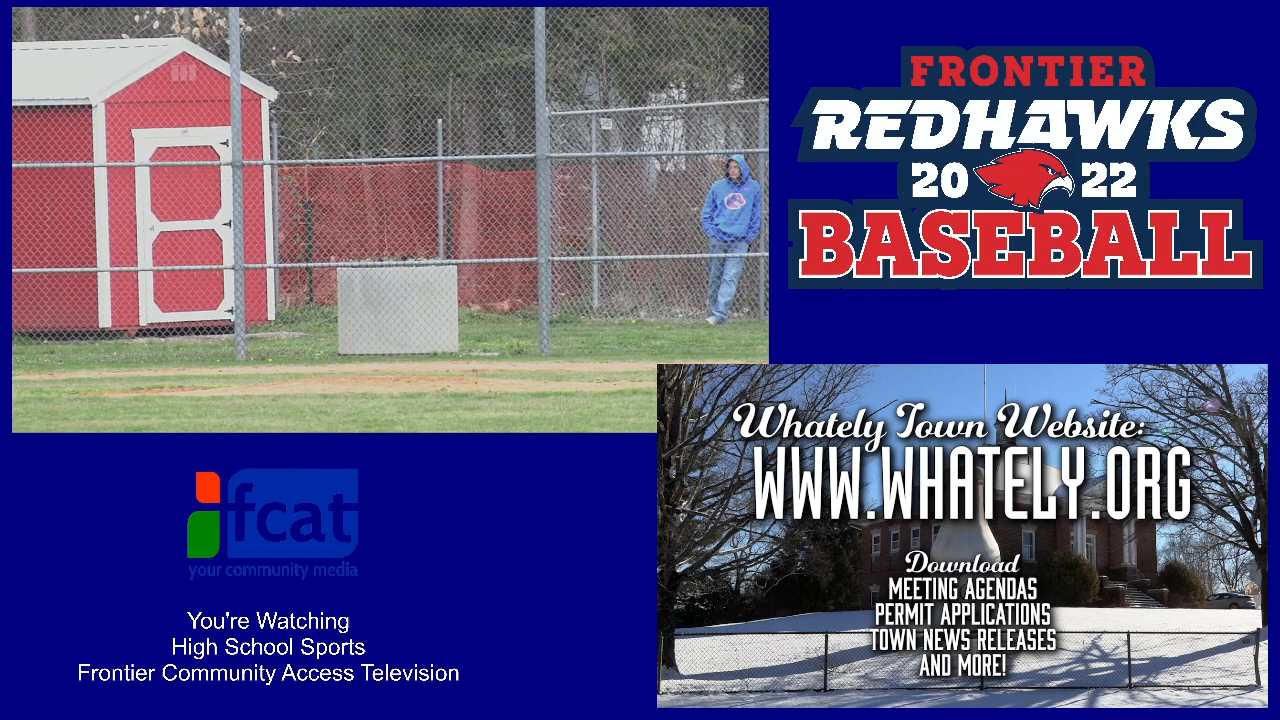 FRONTIER
REDHAWKS
20 22
BASEBALL
Whately Town Website:
WWW.WHATELY.ORG
Download
MEETING AGENDAS
PERMIT APPLICATIONS
TOWN NEWS RELEASES
AND MORE!
fcat
your community media
You're Watching
High School Sports
Frontier Community Access Television